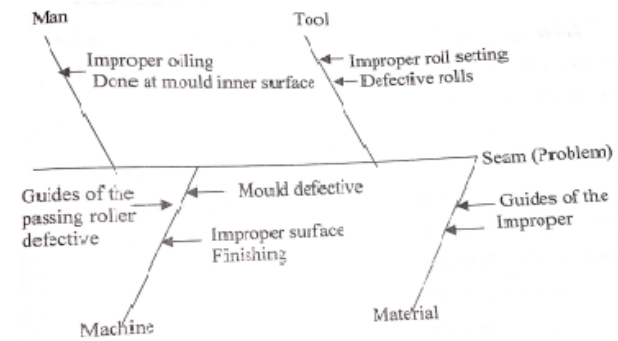 Man
Tool
Improper oiling
Done at mould inner surface
Improper roll setting
Defective rolls
Seam (Problem)
Guides of the
passing roller
defective
Mould defective
Improper surface
Finishing
Guides of the
Improper
Machine
Material